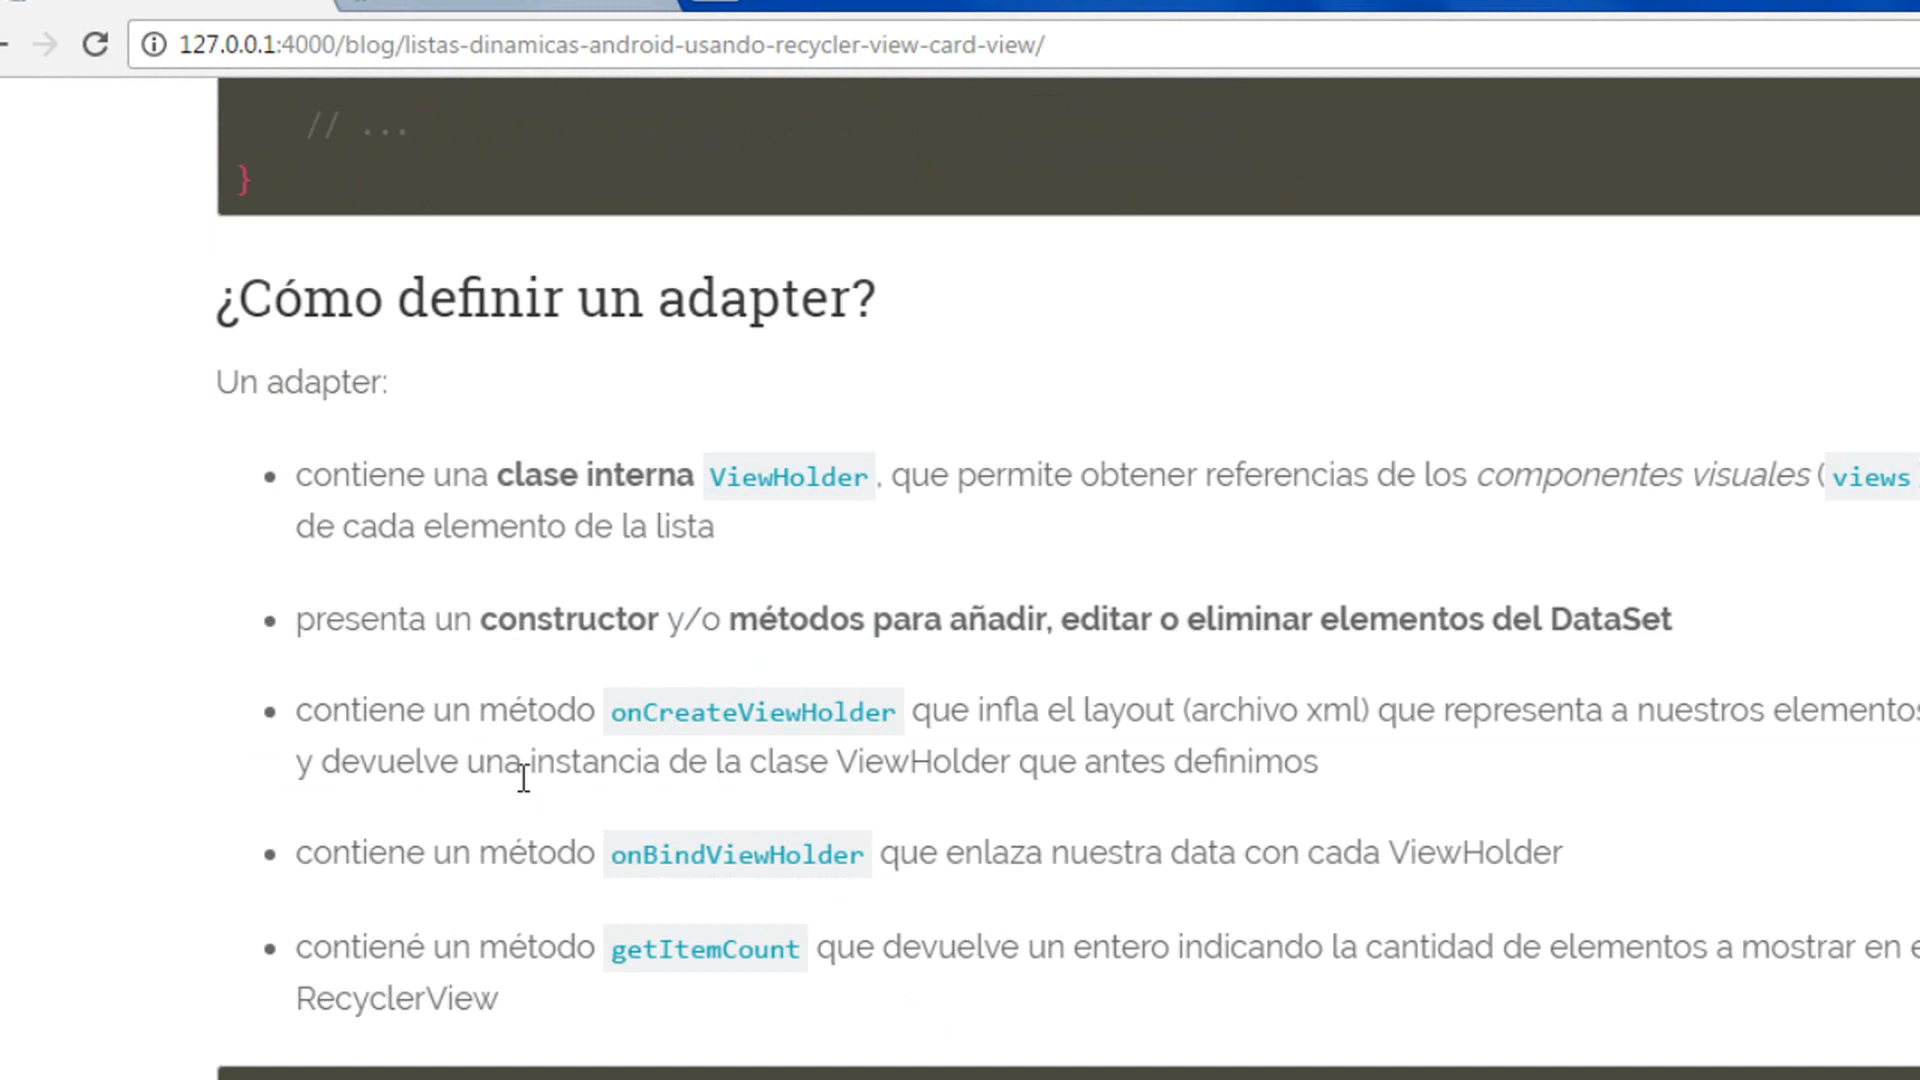 127.0.0.1:4000/blog/listas-dinamicas-android-usando-recycler-view-card-view/
// ...
}
¿Cómo definir un adapter?
Un adapter:
• contiene una clase interna ViewHolder, que permite obtener referencias de los componentes visuales (views
de cada elemento de la lista
• presenta un constructor y/o métodos para añadir, editar o eliminar elementos del DataSet
• contiene un método onCreateViewHolder que infla el layout (archivo xml) que representa a nuestros elementos
y devuelve una instancia de la clase ViewHolder que antes definimos
• contiene un método onBindViewHolder que enlaza nuestra data con cada ViewHolder
• contiené un método getItemCount que devuelve un entero indicando la cantidad de elementos a mostrar en
RecyclerView